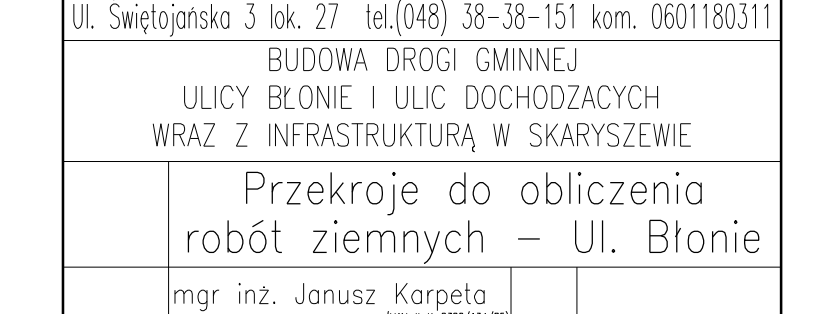 Ul. Swiętojańska 3 lok. 27 tel.(048) 38-38-151 kom. 0601180311
BUDOWA DROGI GMINNEJ
ULICY BŁONIE I ULIC DOCHODZACYCH
WRAZ Z INFRASTRUKTURĄ W SKARYSZEWIE
Przekroje do obliczenia
robót ziemnych - Ul. Błonie
mgr inż. Janusz Karpeta